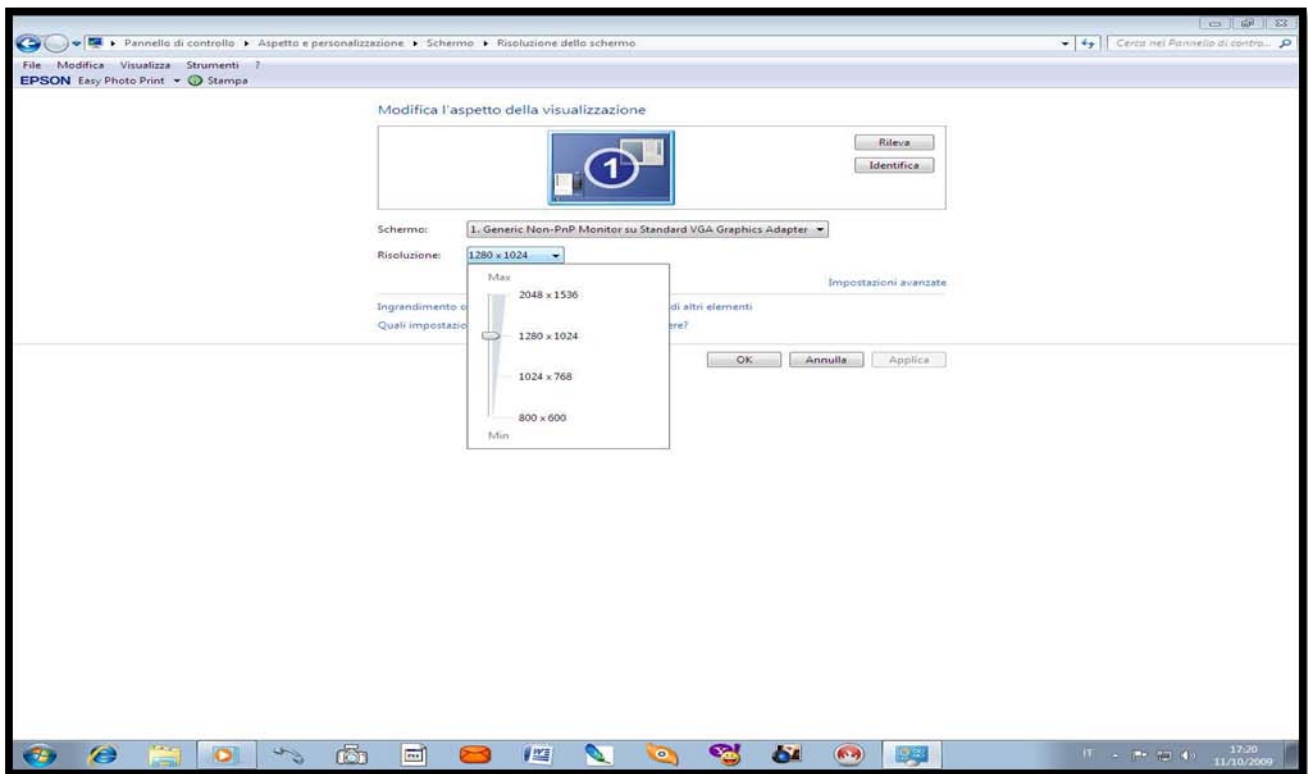 Pannello di controllo ▸ Aspetto e personalizzazione ▸ Schermo ▸ Risoluzione dello schermo
Cerca nel Pannello di contro...
File Modifica Visualizza Strumenti ?
EPSON Easy Photo Print Stampa
Modifica l'aspetto della visualizzazione
1
Rileva
Identifica
Schermo: 1. Generic Non-PnP Monitor su Standard VGA Graphics Adapter
Risoluzione: 1280 x 1024
Max
Impostazioni avanzate
2048 x 1536
Ingrandimento di altri elementi
Quali
1280 x 1024
OK Annulla Applica
1024 x 768
800 x 600
Min
IT
17:20
11/10/2009